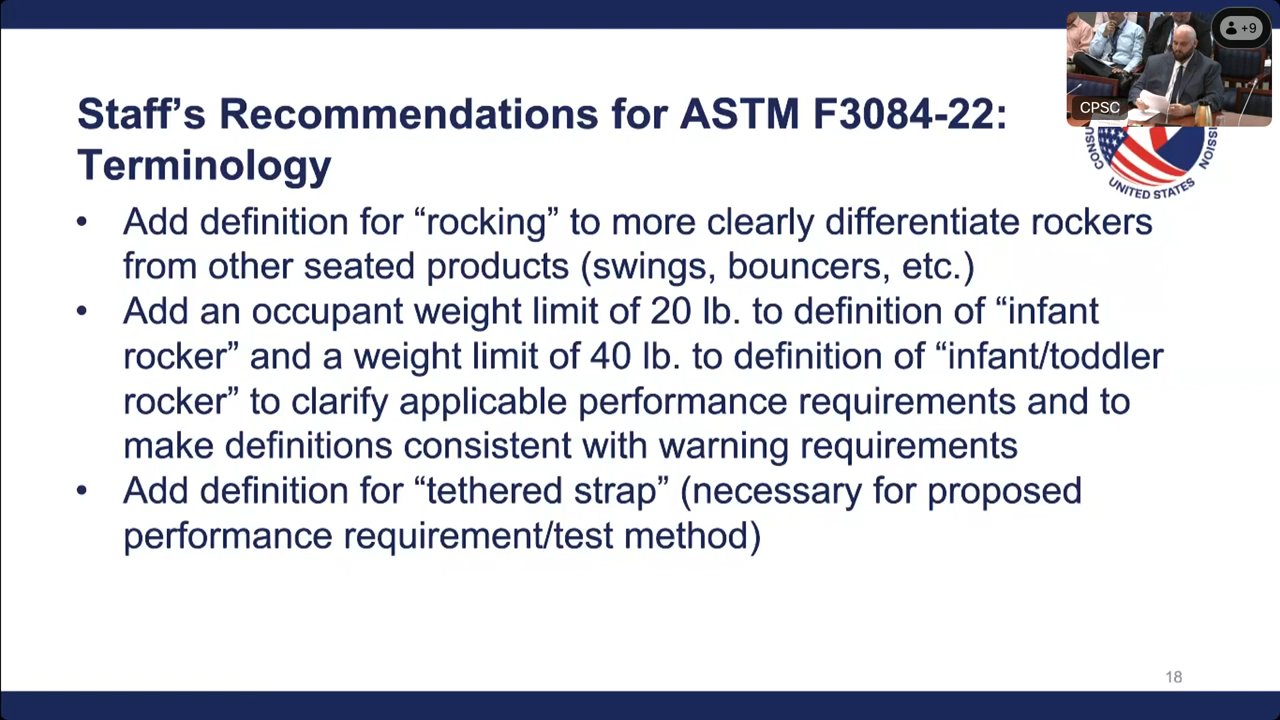 +9
CPSC
Staff's Recommendations for ASTM F3084-22:
Terminology
CONSU
UNITED STATES
MISSION
• Add definition for “rocking” to more clearly differentiate rockers
from other seated products (swings, bouncers, etc.)
• Add an occupant weight limit of 20 lb. to definition of “infant
rocker” and a weight limit of 40 lb. to definition of “infant/toddler
rocker” to clarify applicable performance requirements and to
make definitions consistent with warning requirements
• Add definition for “tethered strap” (necessary for proposed
performance requirement/test method)
18